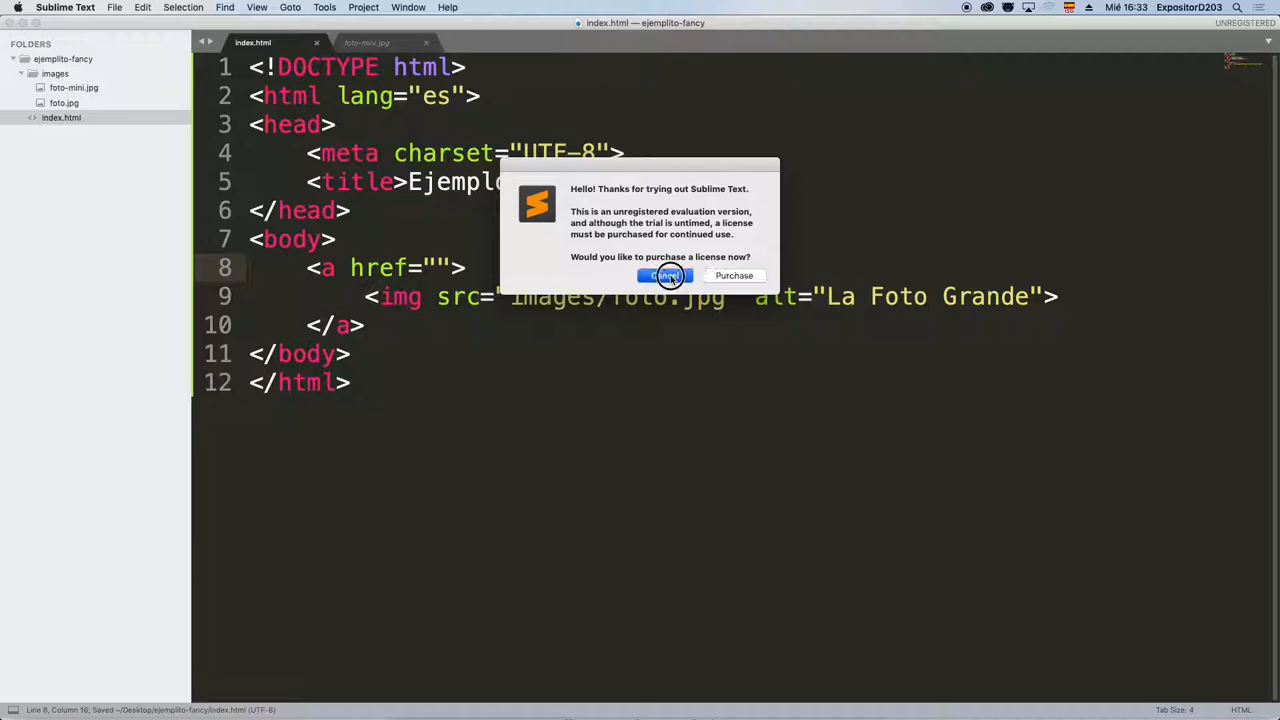 Sublime Text File Edit Selection Find View Goto Tools Project Window Help Mié 16:33 ExpositorD203
index.html — ejemplito-fancy UNREGISTERED
FOLDERS
ejemplito-fancy
images
foto-mini.jpg
foto.jpg
index.html
index.html foto-mini.jpg
1 <!DOCTYPE html>
2 <html lang="es">
3 <head>
4 <meta charset="UTF-8">
5 <title>Ejemplo
6 </head>
7 <body>
8 <a href="">
9 <img src="images/foto.jpg" alt="La Foto Grande">
10 </a>
11 </body>
12 </html>
Hello! Thanks for trying out Sublime Text.
This is an unregistered evaluation version,
and although the trial is untimed, a license
must be purchased for continued use.
Would you like to purchase a license now?
Cancel Purchase
Line 8, Column 16; Saved ~/Desktop/ejemplito-fancy/index.html (UTF-8) Tab Size: 4 HTML